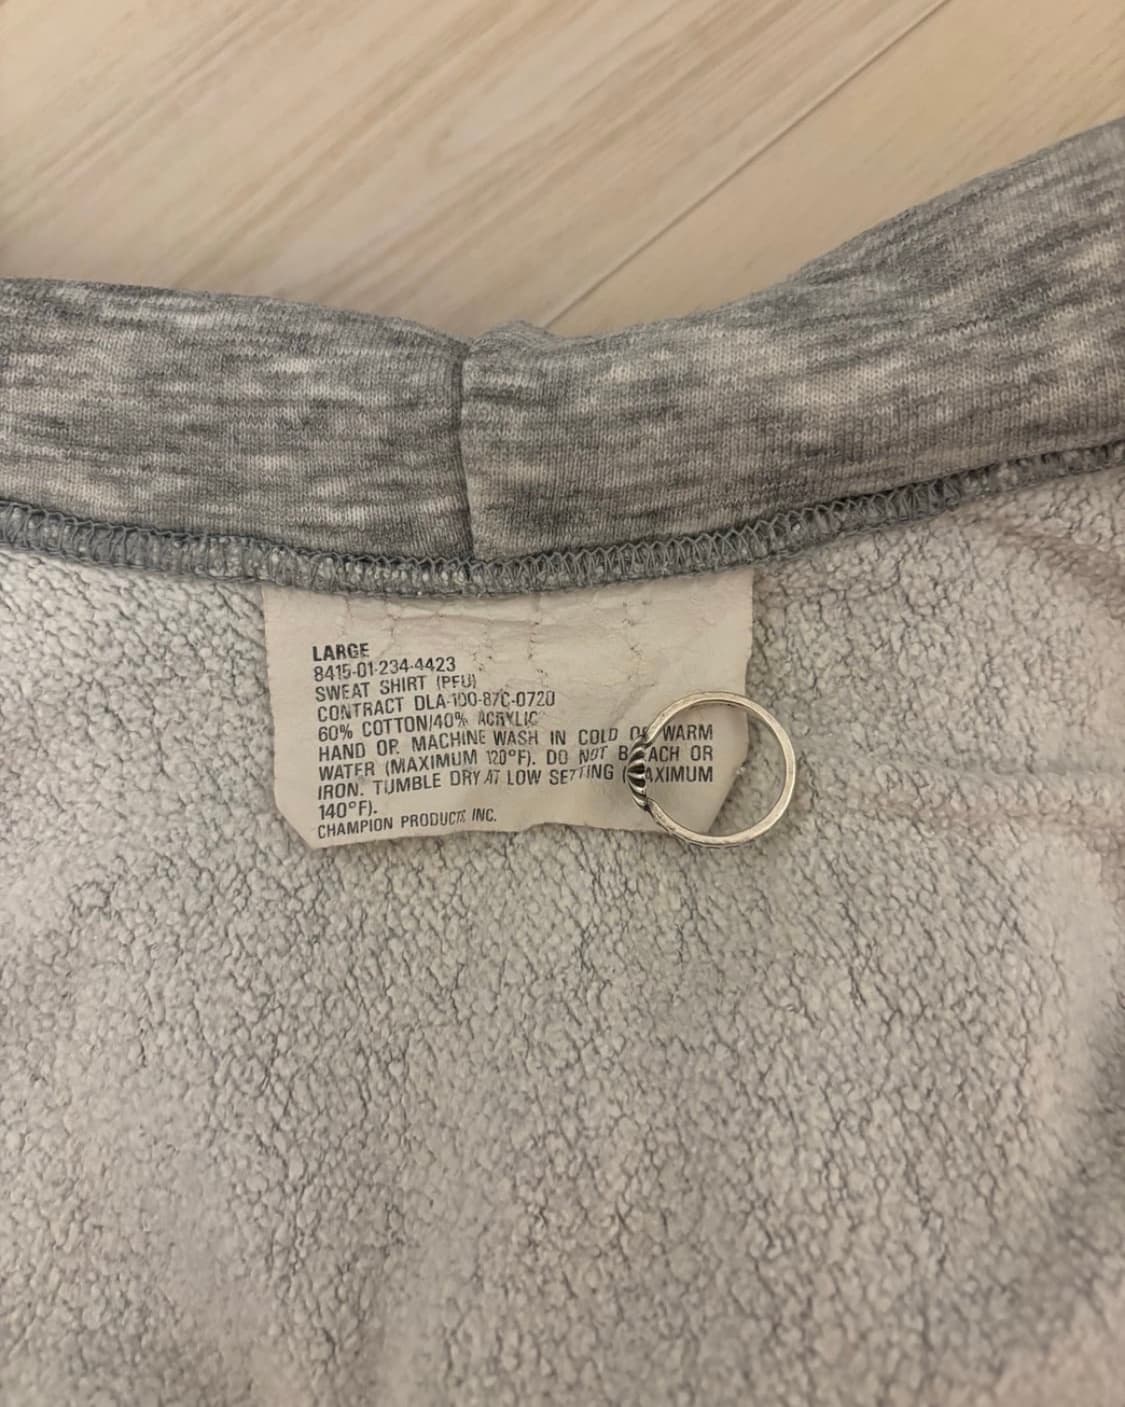 LARGE
8415-01-234-4423
SWEAT SHIRT (PFU)
CONTRACT DLA-100-87C-0720
60% COTTON/40% ACRYLIC
HAND OR MACHINE WASH IN COLD OR WARM
WATER (MAXIMUM 120°F). DO NOT BLEACH OR
IRON. TUMBLE DRY AT LOW SETTING (MAXIMUM
140°F).
CHAMPION PRODUCTS INC.